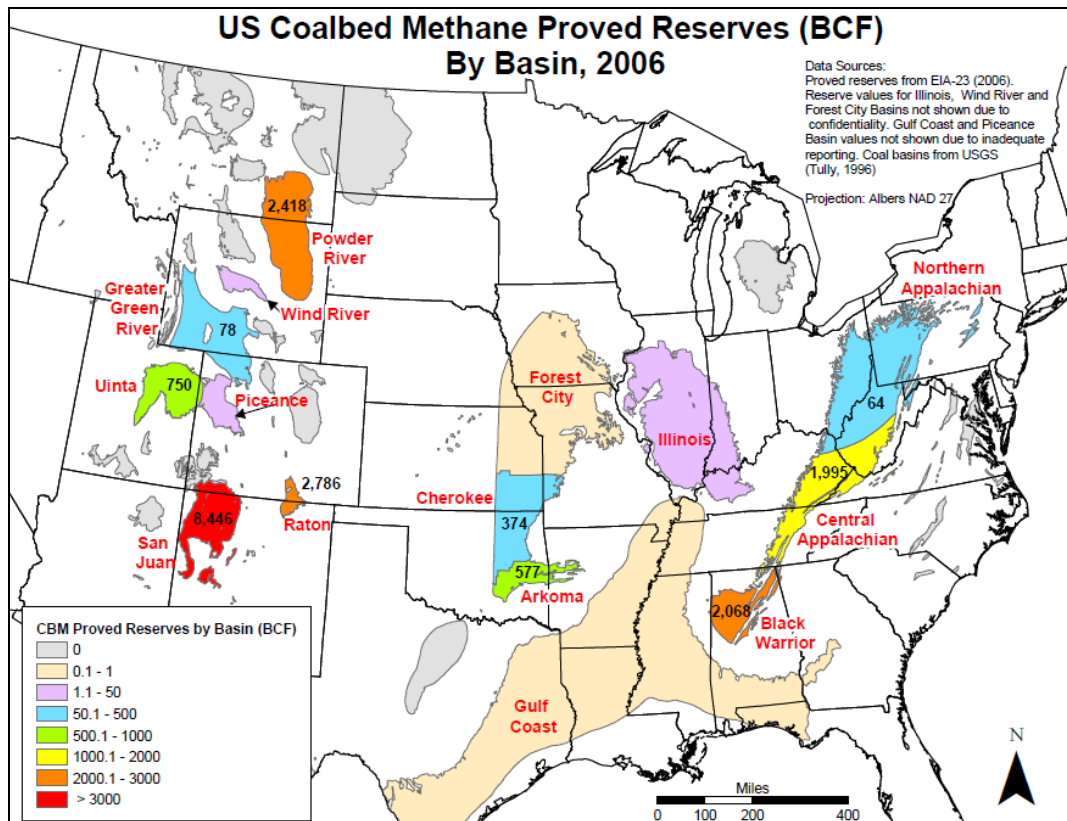 US Coalbed Methane Proved Reserves (BCF)
By Basin, 2006
Data Sources:
Proved reserves from EIA-23 (2006).
Reserve values for Illinois, Wind River and
Forest City Basins not shown due to
confidentiality. Gulf Coast and Piceance
Basin values not shown due to inadequate
reporting. Coal basins from USGS
(Tully, 1996)
Projection: Albers NAD 27
2,418
Powder
River
Greater
Green
River
Wind River
78
Uinta
750
Piceance
2,786
Raton
8,446
San
Juan
Forest
City
Cherokee
374
577
Arkoma
Illinois
Northern
Appalachian
64
1,995
Central
Appalachian
2,068
Black
Warrior
Gulf
Coast
CBM Proved Reserves by Basin (BCF)
0
0.1 - 1
1.1 - 50
50.1 - 500
500.1 - 1000
1000.1 - 2000
2000.1 - 3000
> 3000
Miles
0 100 200 400
N